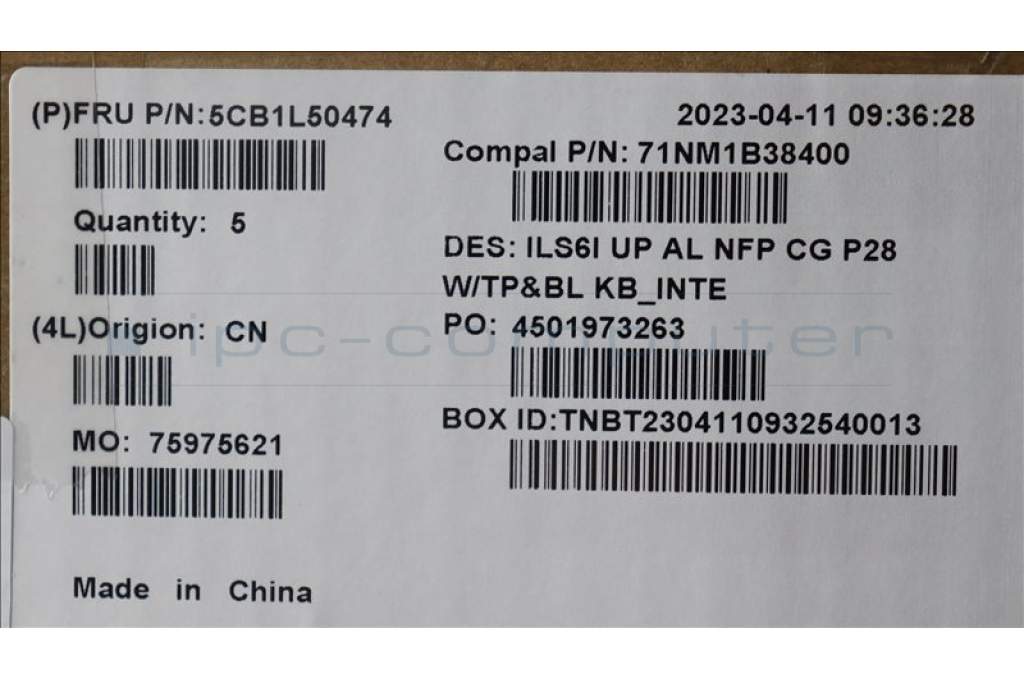 (P)FRU P/N:5CB1L50474
2023-04-11 09:36:28
Compal P/N: 71NM1B38400
Quantity: 5
DES: ILS6I UP AL NFP CG P28
W/TP&BL KB_INTE
(4L)Origion: CN
PO: 4501973263
ipc-computer
BOX ID:TNBT2304110932540013
MO: 75975621
Made in China